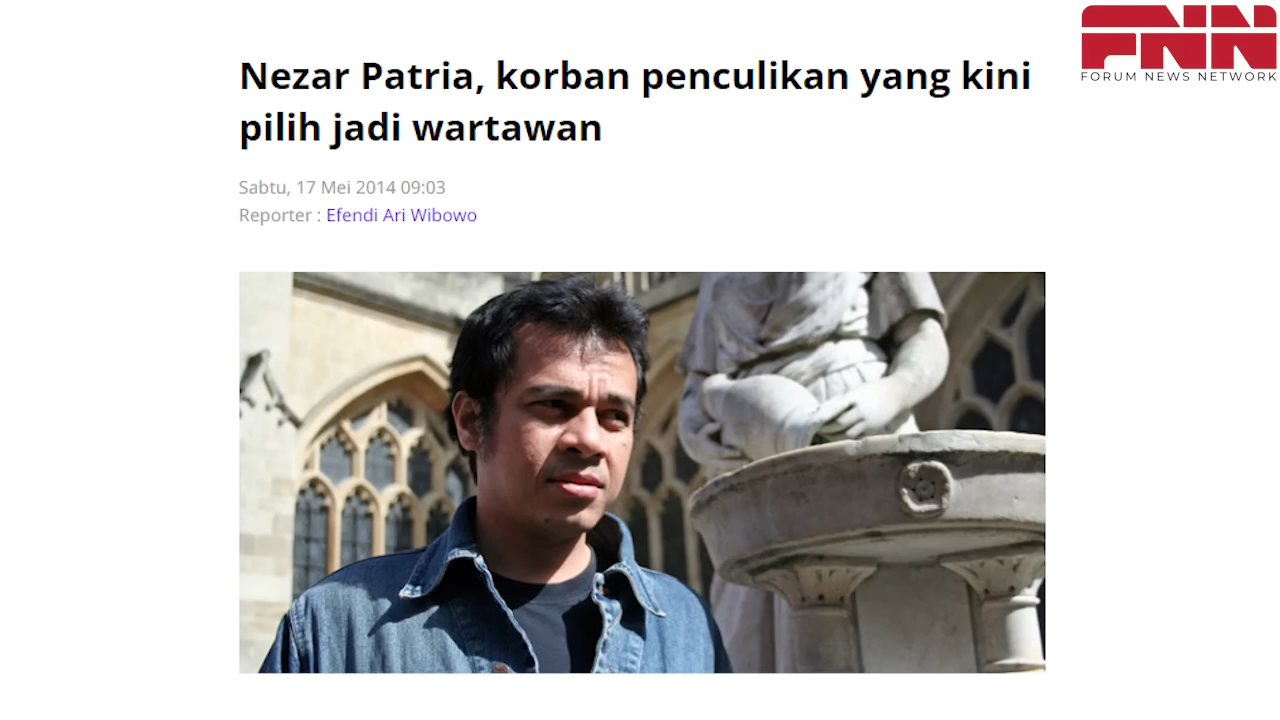 FNN
FORUM NEWS NETWORK
Nezar Patria, korban penculikan yang kini
pilih jadi wartawan
Sabtu, 17 Mei 2014 09:03
Reporter : Efendi Ari Wibowo